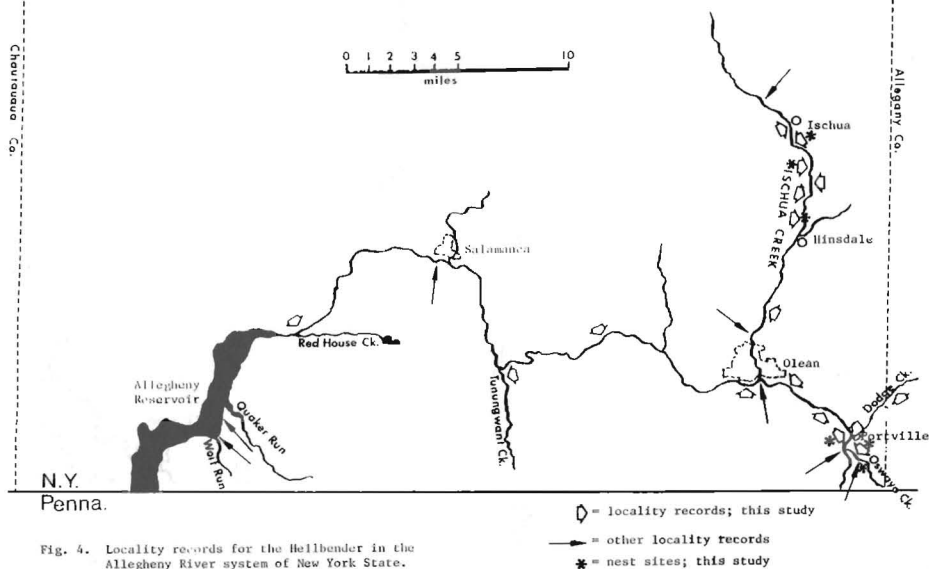 Chautauqua Co.
Allegany Co.
0 1 2 3 4 5 10
miles
Ischua
ISCHUA CREEK
Hinsdale
Salamanca
Red House Ck.
Tunungwant Ck.
Olean
Allegheny
Reservoir
Quaker Run
Wolf Run
Dodge Ck.
Portville
Oswayo Ck.
N.Y.
Penna.
= locality records; this study
= other locality records
* = nest sites; this study
Fig. 4. Locality records for the Hellbender in the
Allegheny River system of New York State.